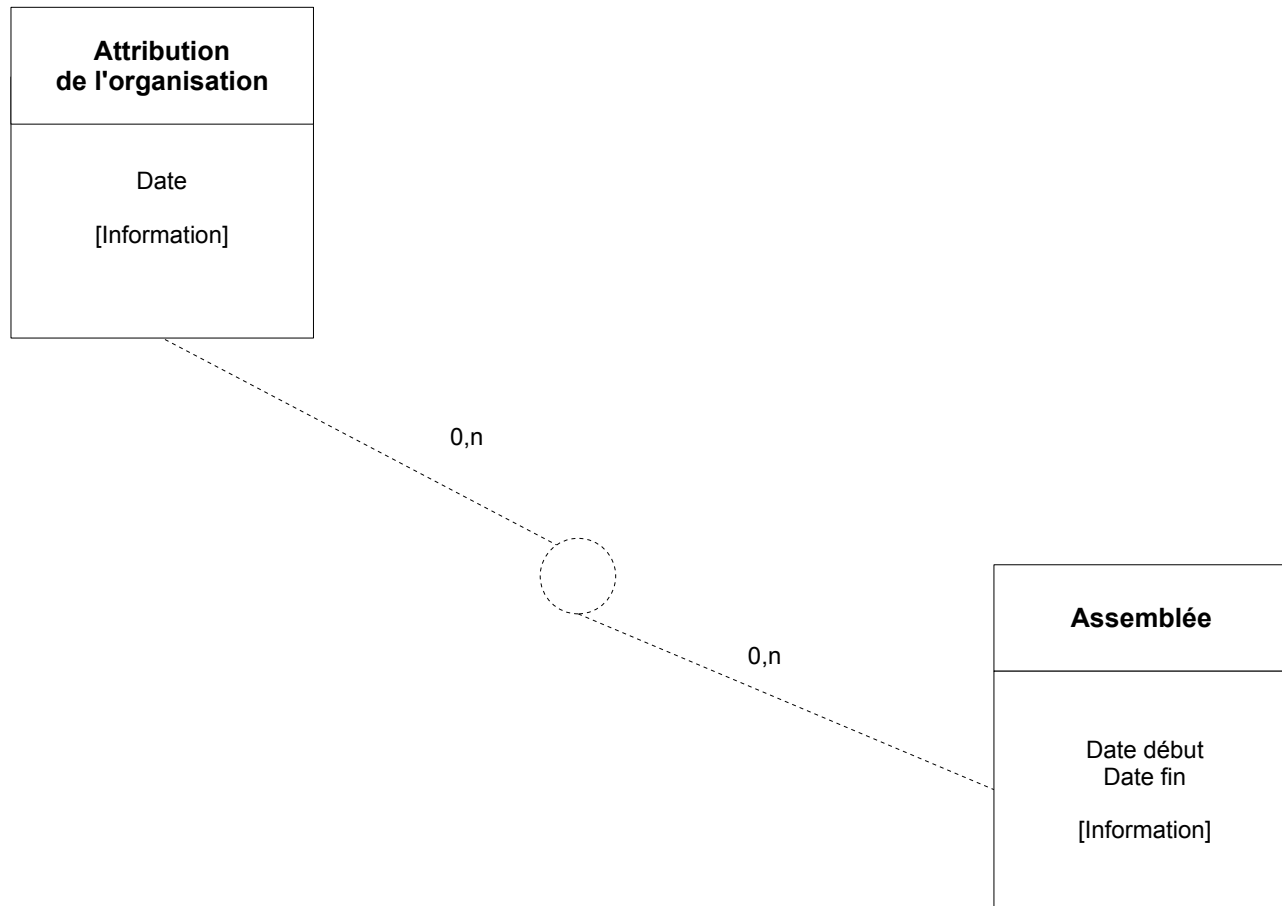 Attribution
de l'organisation
Date
[Information]
0,n
0,n
Assemblée
Date début
Date fin
[Information]